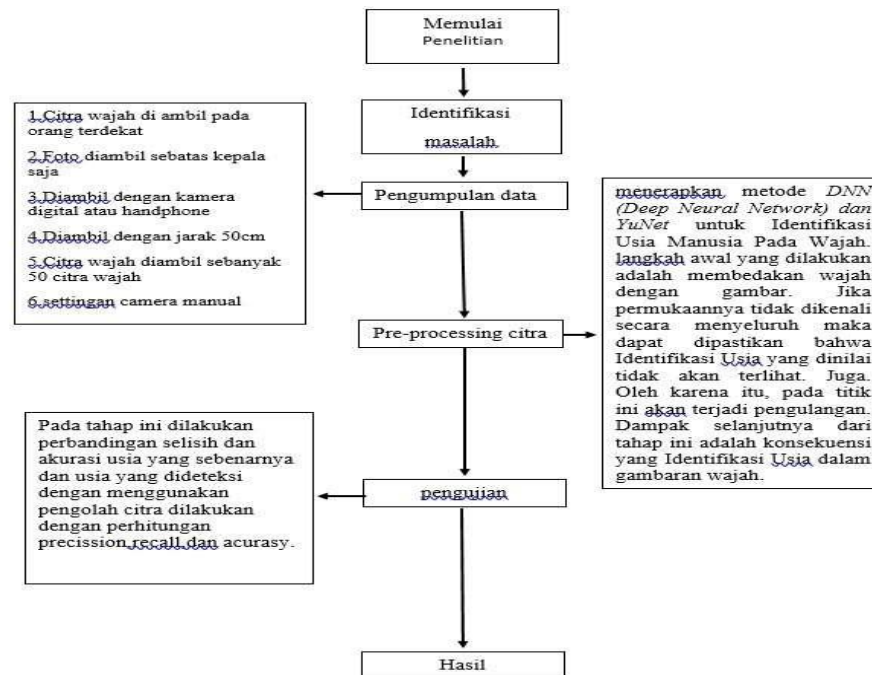 Memulai
Penelitian
Identifikasi
masalah
1.Citra wajah di ambil pada
orang terdekat
2.Foto diambil sebatas kepala
saja
3.Diambil dengan kamera
digital atau handphone
4.Diambil dengan jarak 50cm
5.Citra wajah diambil sebanyak
50 citra wajah
6.settingan camera manual
Pengumpulan data
menerapkan metode DNN
(Deep Neural Network) dan
YuNet untuk Identifikasi
Usia Manusia Pada Wajah.
langkah awal yang dilakukan
adalah membedakan wajah
dengan gambar. Jika
permukaannya tidak dikenali
secara menyeluruh maka
dapat dipastikan bahwa
Identifikasi Usia yang dinilai
tidak akan terlihat. Juga.
Oleh karena itu, pada titik
ini akan terjadi pengulangan.
Dampak selanjutnya dari
tahap ini adalah konsekuensi
yang Identifikasi Usia dalam
gambaran wajah.
Pre-processing citra
Pada tahap ini dilakukan
perbandingan selisih dan
akurasi usia yang sebenarnya
dan usia yang dideteksi
dengan menggunakan
pengolah citra dilakukan
dengan perhitungan
precission,recall,dan acurasy.
pengujian
Hasil